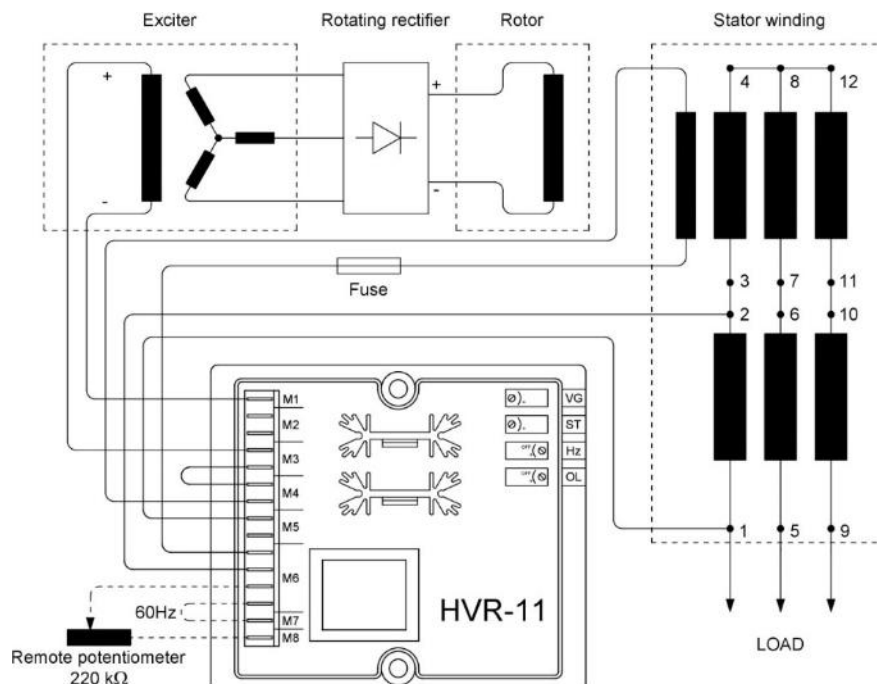 Exciter
Rotating rectifier
Rotor
Stator winding
+
-
+
-
4 8 12
Fuse
3 7 11
2 6 10
M1
M2
M3
M4
M5
M6
M7
M8
VG
ST
OFF Hz
OFF OL
1 5 9
60Hz
HVR-11
LOAD
Remote potentiometer
220 kΩ